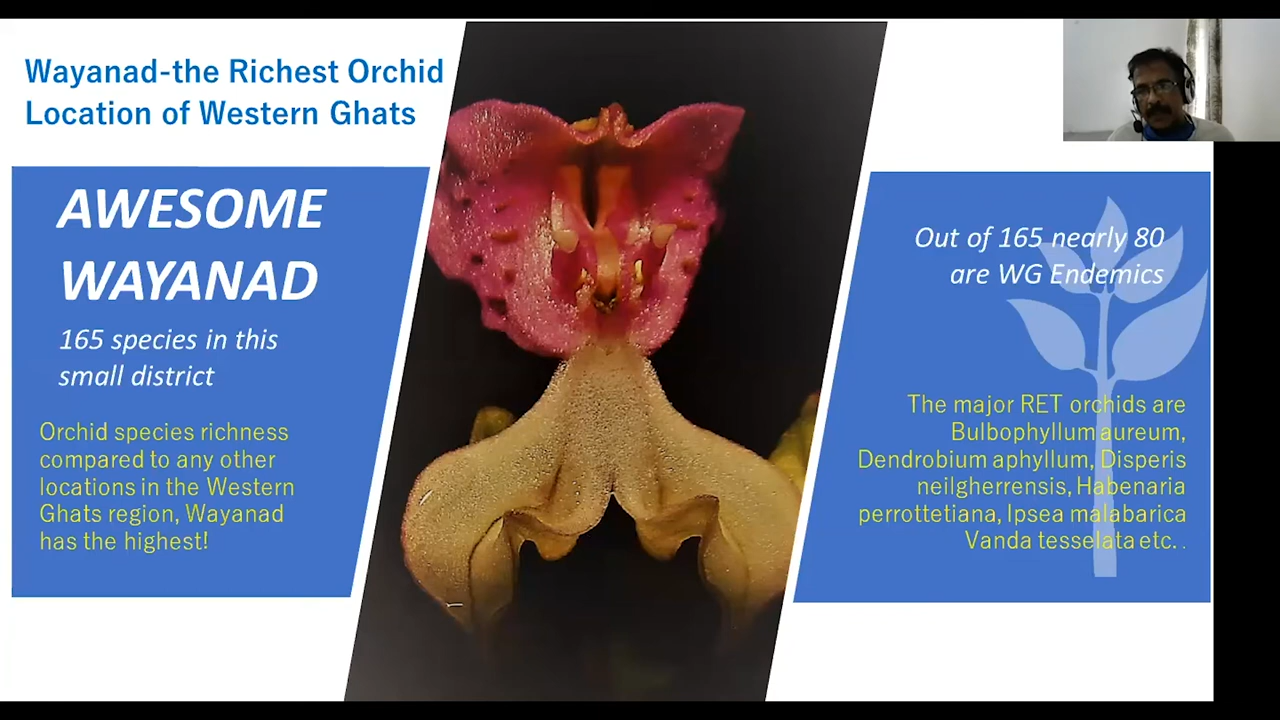 Wayanad-the Richest Orchid
Location of Western Ghats
AWESOME
WAYANAD
165 species in this
small district
Orchid species richness
compared to any other
locations in the Western
Ghats region, Wayanad
has the highest!
Out of 165 nearly 80
are WG Endemics
The major RET orchids are
Bulbophyllum aureum,
Dendrobium aphyllum, Disperis
neilgherrensis, Habenaria
perrottetiana, Ipsea malabarica
Vanda tesselata etc. .